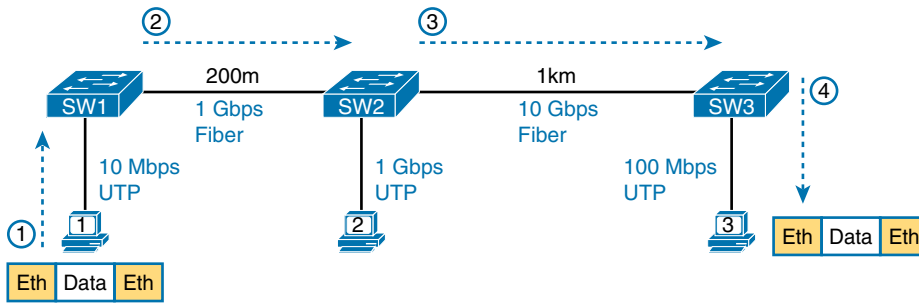 2
3
200m
1km
SW1
SW2
SW3
4
1 Gbps
Fiber
10 Gbps
Fiber
10 Mbps
UTP
1 Gbps
UTP
100 Mbps
UTP
1
1
2
3
Eth Data Eth
Eth Data Eth